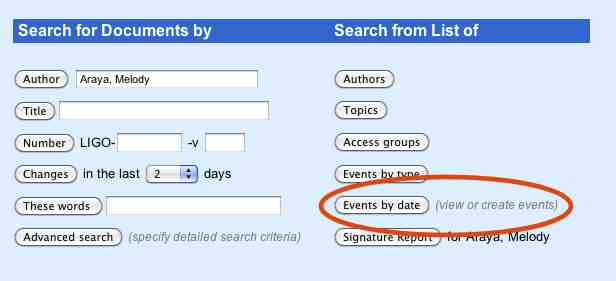 Search for Documents by
Search from List of
Author Araya, Melody
Authors
Title
Topics
Number LIGO- -v
Access groups
Changes in the last 2 days
Events by type
These words
Events by date (view or create events)
Advanced search (specify detailed search criteria)
Signature Report for Araya, Melody